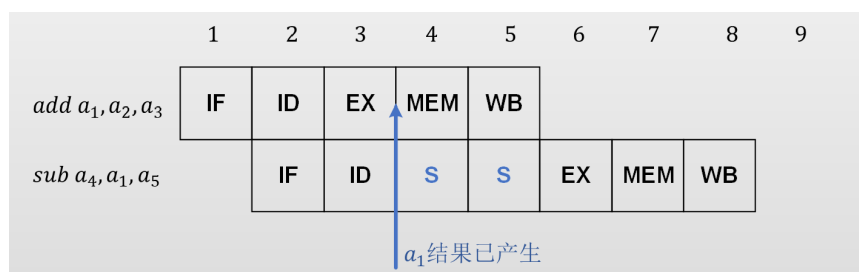 1 2 3 4 5 6 7 8 9
add a₁, a₂, a₃ IF ID EX MEM WB
sub a₄, a₁, a₅ IF ID S S EX MEM WB
a₁结果已产生